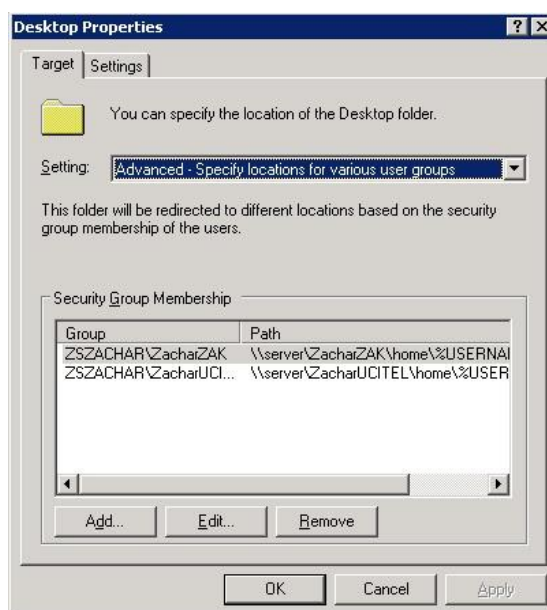 Desktop Properties
Target Settings
You can specify the location of the Desktop folder.
Setting: Advanced - Specify locations for various user groups
This folder will be redirected to different locations based on the security
group membership of the users.
Security Group Membership
Group Path
ZSZACHAR\ZacharZAK \\server\ZacharZAK\home\%USERNA
ZSZACHAR\ZacharUCI... \\server\ZacharUCITEL\home\%USER
Add... Edit... Remove
OK Cancel Apply